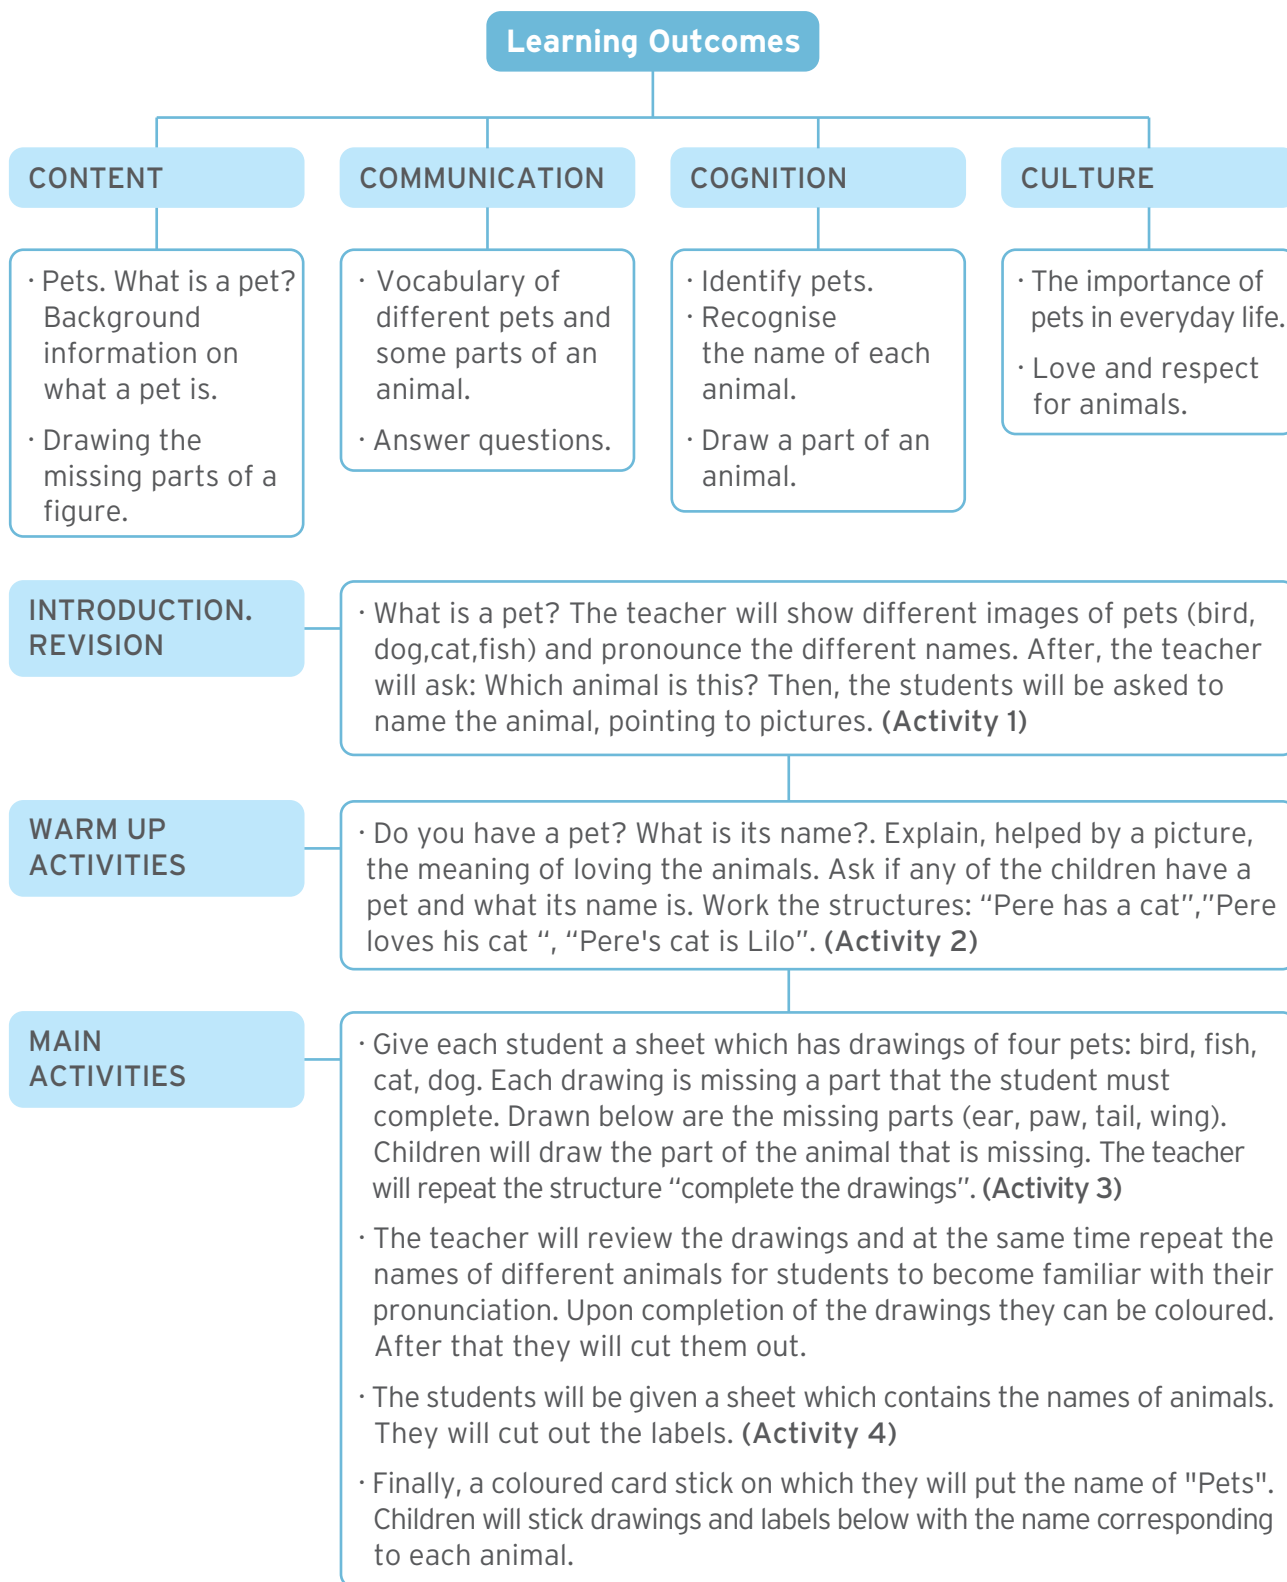 Learning Outcomes
CONTENT
· Pets. What is a pet?
Background
information on
what a pet is.
· Drawing the
missing parts of a
figure.
COMMUNICATION
· Vocabulary of
different pets and
some parts of an
animal.
· Answer questions.
COGNITION
· Identify pets.
· Recognise
the name of each
animal.
· Draw a part of an
animal.
CULTURE
· The importance of
pets in everyday life.
· Love and respect
for animals.
INTRODUCTION.
REVISION
· What is a pet? The teacher will show different images of pets (bird,
dog,cat,fish) and pronounce the different names. After, the teacher
will ask: Which animal is this? Then, the students will be asked to
name the animal, pointing to pictures. (Activity 1)
WARM UP
ACTIVITIES
· Do you have a pet? What is its name?. Explain, helped by a picture,
the meaning of loving the animals. Ask if any of the children have a
pet and what its name is. Work the structures: “Pere has a cat”,”Pere
loves his cat “, “Pere's cat is Lilo”. (Activity 2)
MAIN
ACTIVITIES
· Give each student a sheet which has drawings of four pets: bird, fish,
cat, dog. Each drawing is missing a part that the student must
complete. Drawn below are the missing parts (ear, paw, tail, wing).
Children will draw the part of the animal that is missing. The teacher
will repeat the structure “complete the drawings”. (Activity 3)
· The teacher will review the drawings and at the same time repeat the
names of different animals for students to become familiar with their
pronunciation. Upon completion of the drawings they can be coloured.
After that they will cut them out.
· The students will be given a sheet which contains the names of animals.
They will cut out the labels. (Activity 4)
· Finally, a coloured card stick on which they will put the name of "Pets".
Children will stick drawings and labels below with the name corresponding
to each animal.